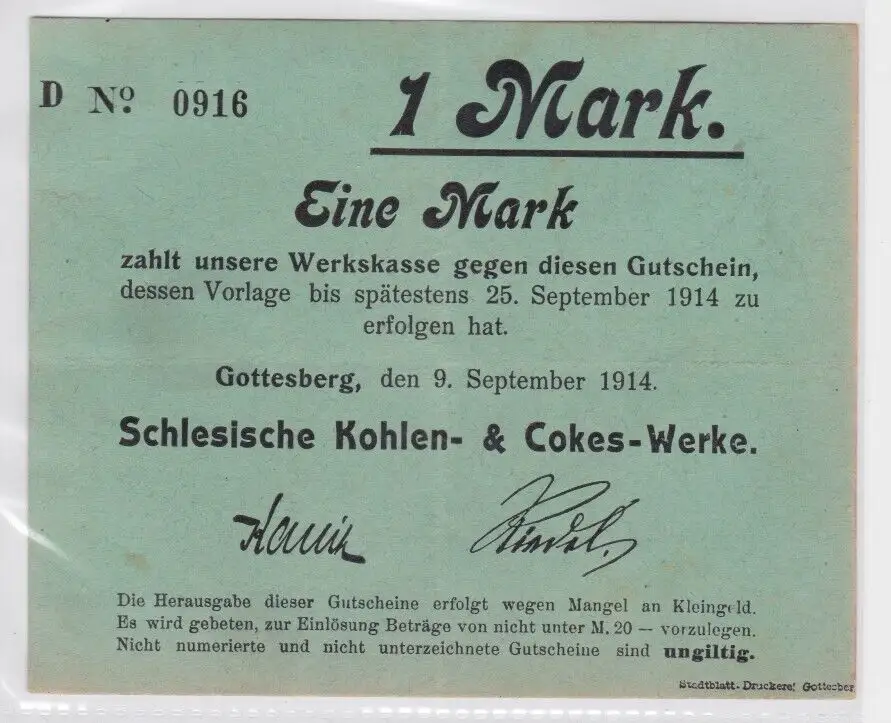 D No. 0916
1 Mark.
Eine Mark
zahlt unsere Werkskasse gegen diesen Gutschein,
dessen Vorlage bis spätestens 25. September 1914 zu
erfolgen hat.
Gottesberg, den 9. September 1914.
Schlesische Kohlen- & Cokes-Werke.
Riedel.
Die Herausgabe dieser Gutscheine erfolgt wegen Mangel an Kleingeld.
Es wird gebeten, zur Einlösung Beträge von nicht unter M. 20 — vorzulegen.
Nicht numerierte und nicht unterzeichnete Gutscheine sind ungiltig.
Stadtblatt-Druckerei Gottesber